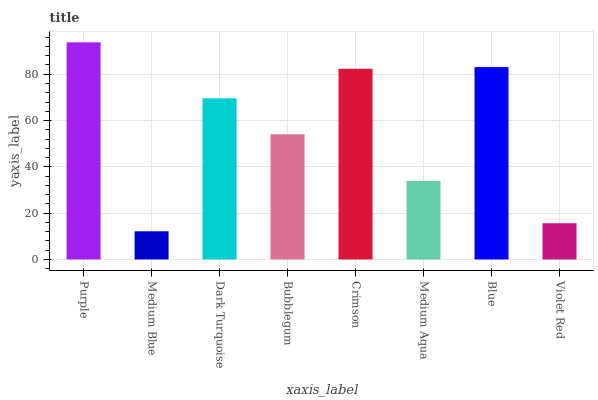 title
yaxis_label
80
60
40
20
0
Purple
Medium Blue
Dark Turquoise
Bubblegum
Crimson
Medium Aqua
Blue
Violet Red
xaxis_label